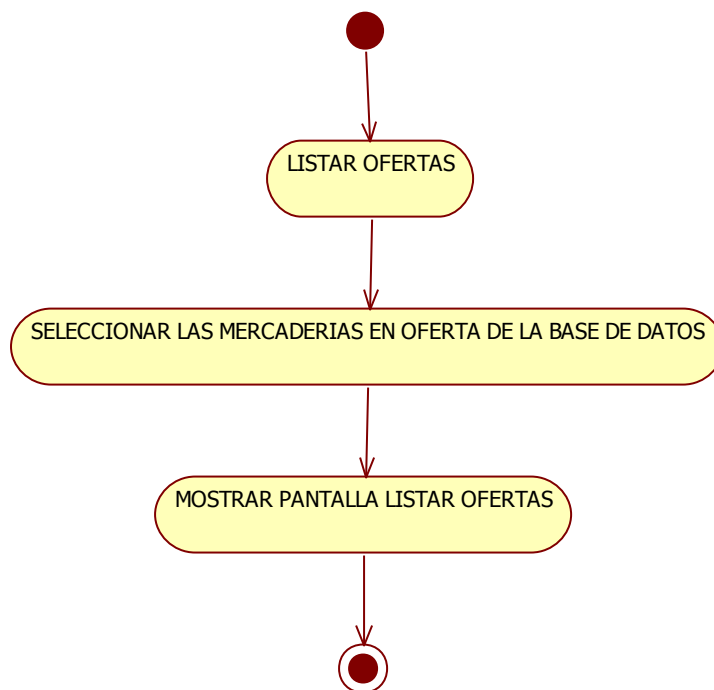 LISTAR OFERTAS
SELECCIONAR LAS MERCADERIAS EN OFERTA DE LA BASE DE DATOS
MOSTRAR PANTALLA LISTAR OFERTAS